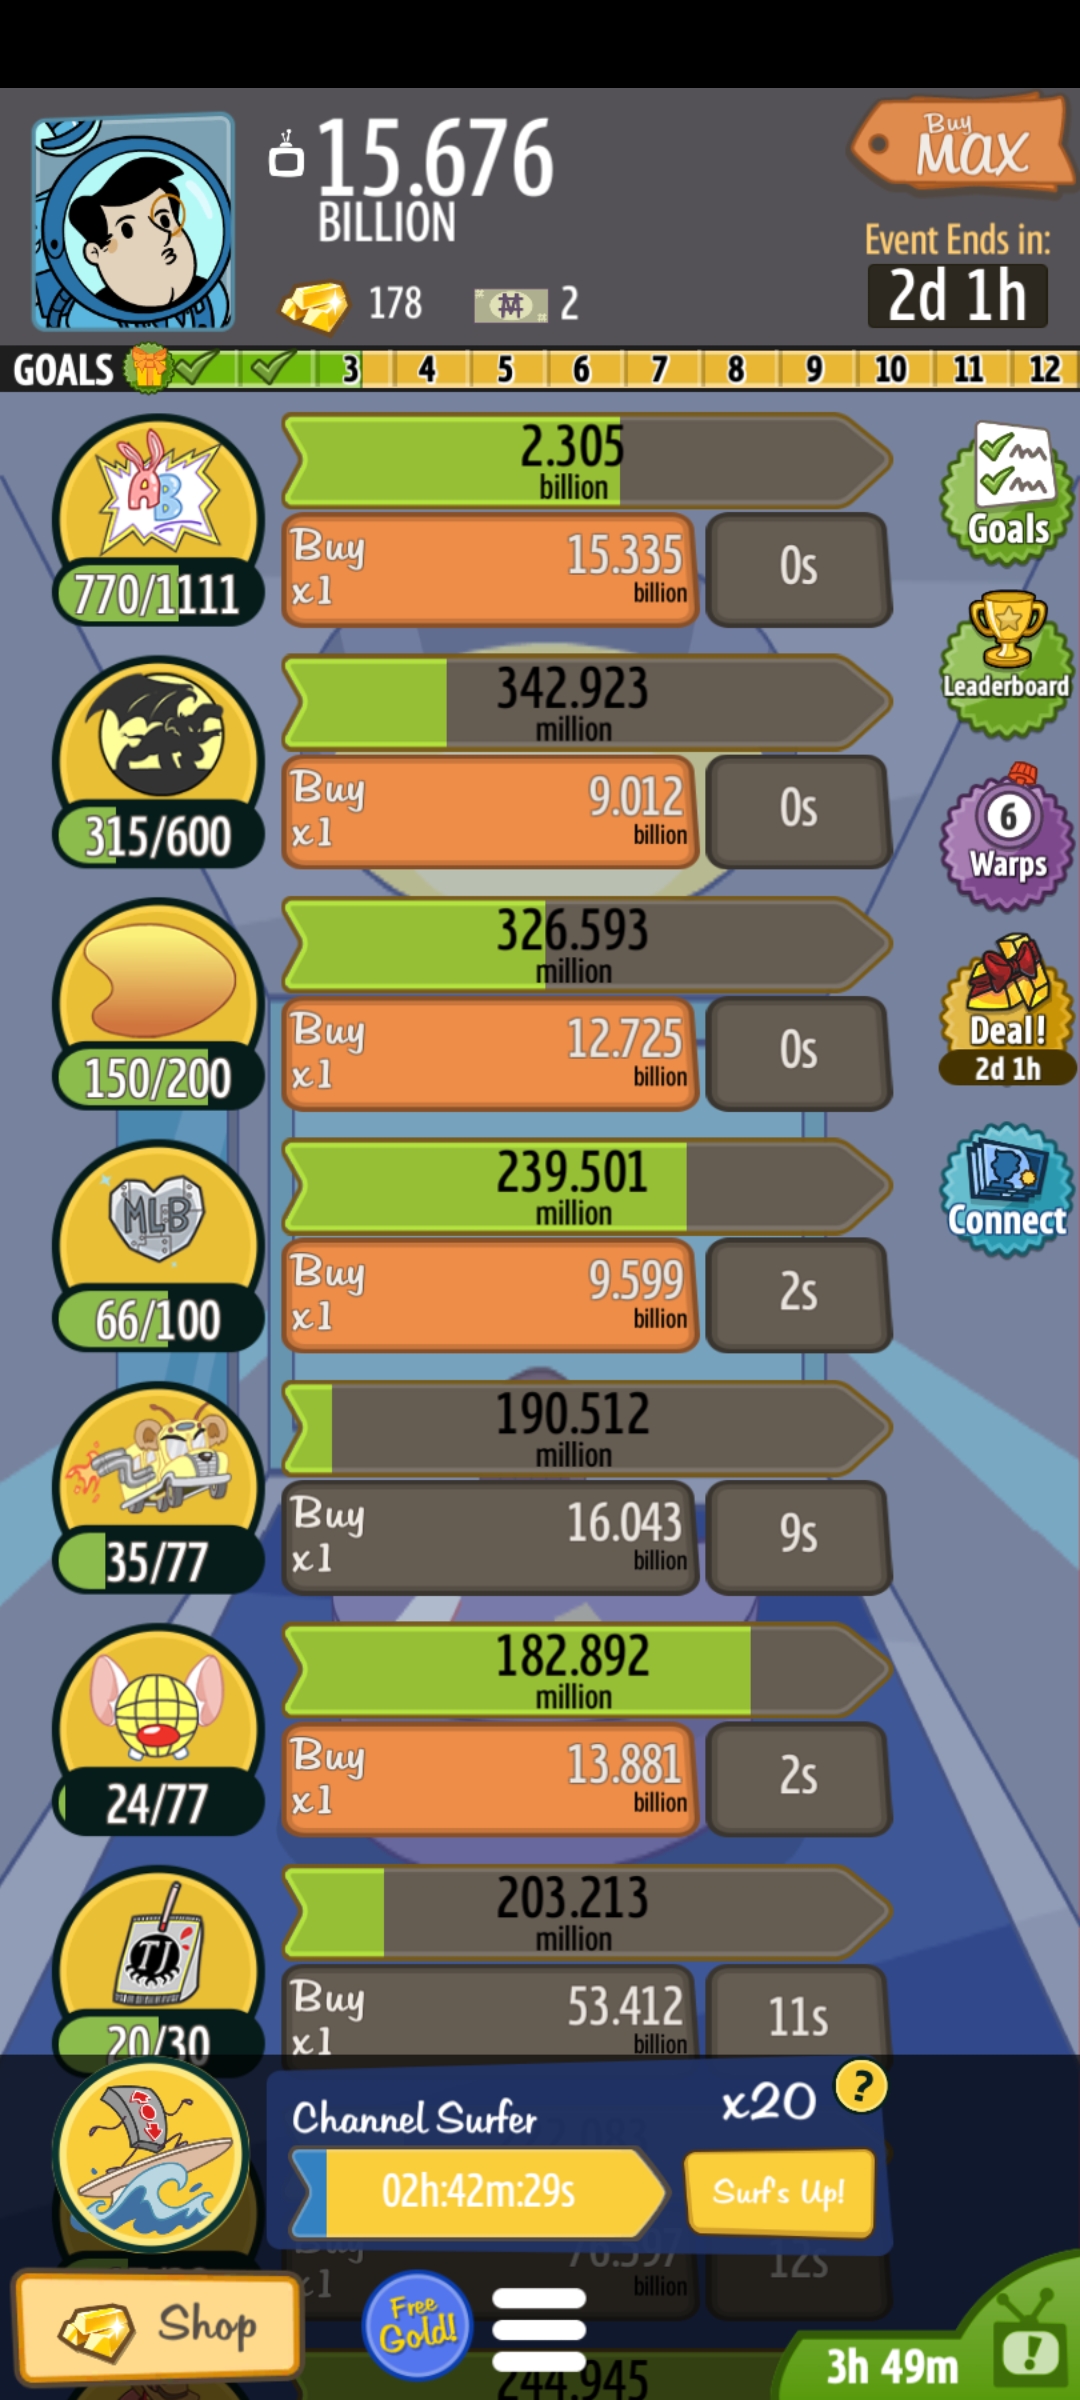 15.676
BILLION
Buy
MAX
Event Ends in:
2d 1h
178
2
GOALS 3 4 5 6 7 8 9 10 11 12
AB
2.305
billion
770/1111
Buy
x1
15.335
billion
0s
Goals
342.923
million
315/600
Buy
x1
9.012
billion
0s
Leaderboard
6
Warps
326.593
million
150/200
Buy
x1
12.725
billion
0s
Deal!
2d 1h
MLB
239.501
million
66/100
Buy
x1
9.599
billion
2s
Connect
190.512
million
35/77
Buy
x1
16.043
billion
9s
182.892
million
24/77
Buy
x1
13.881
billion
2s
TJ
203.213
million
20/30
Buy
x1
53.412
billion
11s
Channel Surfer
x20
?
02h:42m:29s
Surf's Up!
Buy
x1
76.597
billion
12s
Shop
Free
Gold!
244.945
3h 49m
!